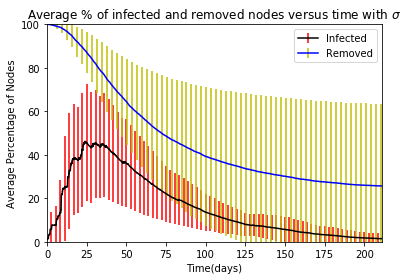 Average % of infected and removed nodes versus time with σ
Infected
Removed
Average Percentage of Nodes
100
80
60
40
20
0
0 25 50 75 100 125 150 175 200
Time(days)